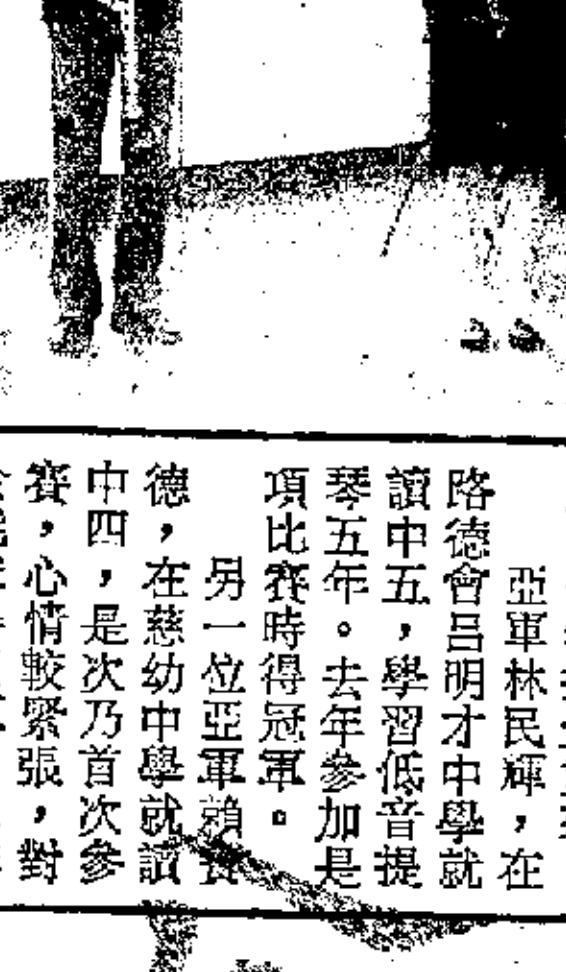 亞軍林民輝，在
路德會呂明才中學就
讀中五，學習低音提
琴五年。去年參加是
項比賽時得冠軍。
另一位亞軍賴
德，在慈幼中學就讀
中四，是次乃首次參
賽，心情較緊張，對